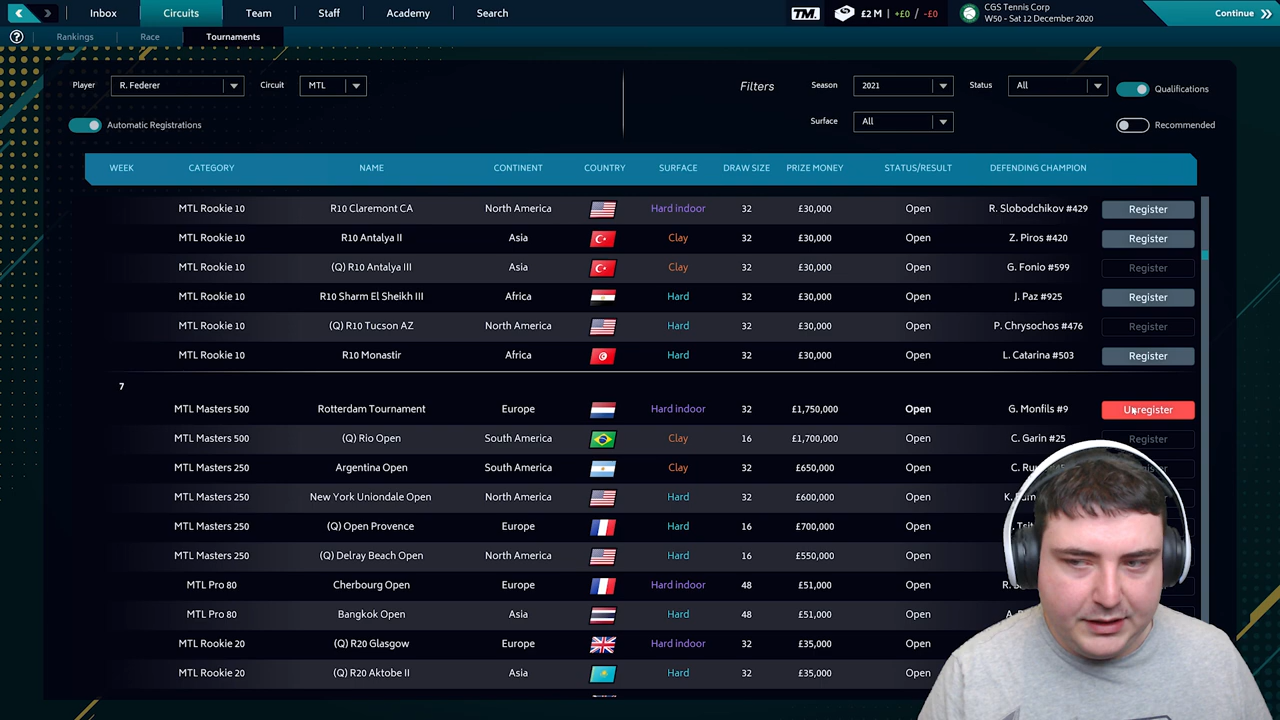 Inbox Circuits Team Staff Academy Search TM. £2 M | +£0 / -£0 CGS Tennis Corp Continue
W50 - Sat 12 December 2020
? Rankings Race Tournaments
Player R. Federer Circuit MTL Filters Season 2021 Status All Qualifications
Automatic Registrations Surface All Recommended
WEEK CATEGORY NAME CONTINENT COUNTRY SURFACE DRAW SIZE PRIZE MONEY STATUS/RESULT DEFENDING CHAMPION
MTL Rookie 10 R10 Claremont CA North America Hard indoor 32 £30,000 Open R. Slobodchikov #429 Register
MTL Rookie 10 R10 Antalya II Asia Clay 32 £30,000 Open Z. Piros #420 Register
MTL Rookie 10 (Q) R10 Antalya III Asia Clay 32 £30,000 Open G. Fonio #599 Register
MTL Rookie 10 R10 Sharm El Sheikh III Africa Hard 32 £30,000 Open J. Paz #925 Register
MTL Rookie 10 (Q) R10 Tucson AZ North America Hard 32 £30,000 Open P. Chrysochos #476 Register
MTL Rookie 10 R10 Monastir Africa Hard 32 £30,000 Open L. Catarina #503 Register
7
MTL Masters 500 Rotterdam Tournament Europe Hard indoor 32 £1,750,000 Open G. Monfils #9 Unregister
MTL Masters 500 (Q) Rio Open South America Clay 16 £1,700,000 Open C. Garin #25 Register
MTL Masters 250 Argentina Open South America Clay 32 £650,000 Open C. Ruud
MTL Masters 250 New York Uniondale Open North America Hard 32 £600,000 Open K.
MTL Masters 250 (Q) Open Provence Europe Hard 16 £700,000 Open
MTL Masters 250 (Q) Delray Beach Open North America Hard 16 £550,000 Open
MTL Pro 80 Cherbourg Open Europe Hard indoor 48 £51,000 Open R.
MTL Pro 80 Bangkok Open Asia Hard 48 £51,000 Open A.
MTL Rookie 20 (Q) R20 Glasgow Europe Hard indoor 32 £35,000 Open
MTL Rookie 20 (Q) R20 Aktobe II Asia Hard 32 £35,000 Open